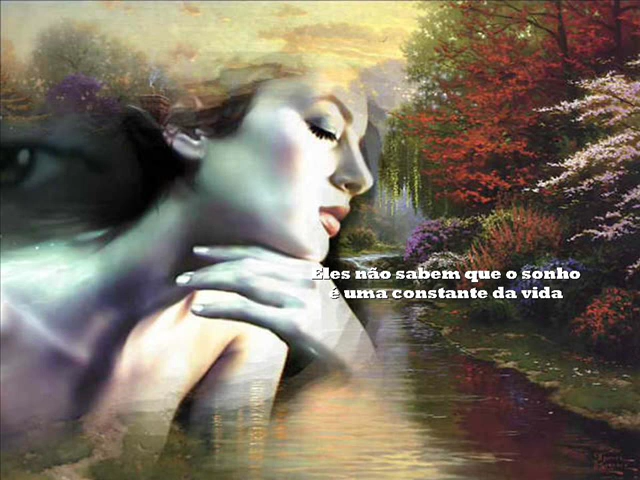 Eles não sabem que o sonho
é uma constante da vida